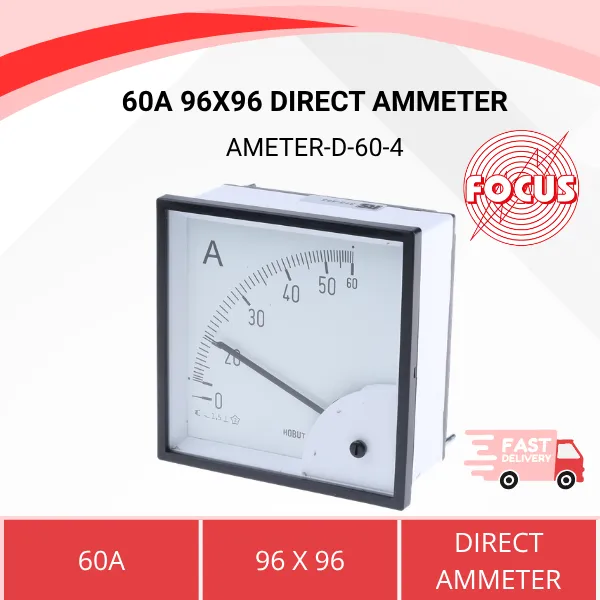 60A 96X96 DIRECT AMMETER
AMETER-D-60-4
FOCUS
A
0
20
30
40
50
60
HOBUT
FAST
DELIVERY
60A
96 X 96
DIRECT
AMMETER